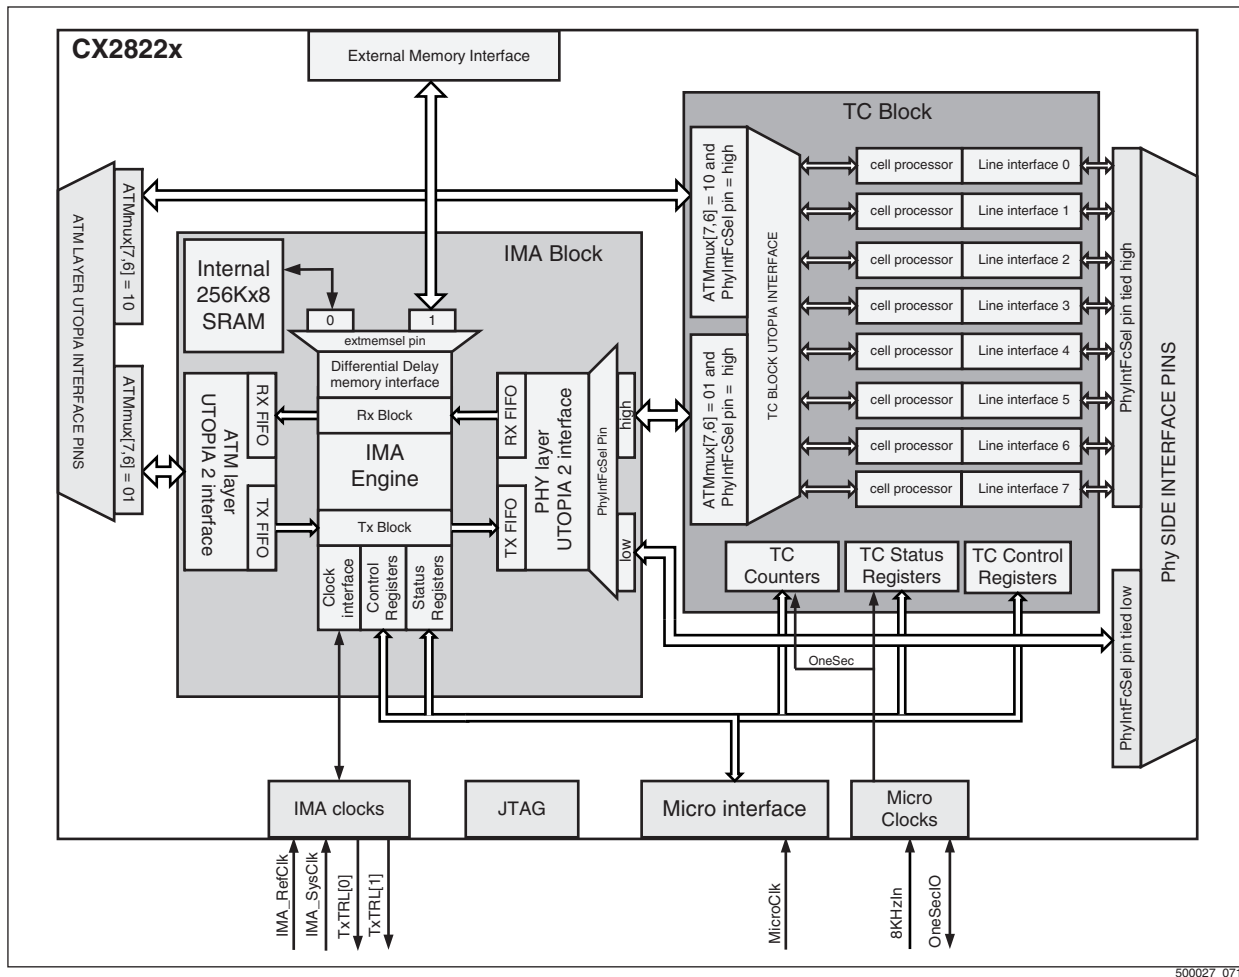 CX2822x
External Memory Interface
TC Block
ATM LAYER UTOPIA INTERFACE PINS
ATMmux[7,6] = 10
ATMmux[7,6] = 01
IMA Block
Internal
256Kx8
SRAM
0
1
extmemsel pin
Differential Delay
memory interface
Rx Block
IMA
Engine
Tx Block
Clock
interface
Control
Registers
Status
Registers
ATM layer
UTOPIA 2 interface
RX FIFO
TX FIFO
RX FIFO
TX FIFO
PHY layer
UTOPIA 2 interface
PhyIntFcSel Pin
high
low
ATMmux[7,6] = 10 and
PhyIntFcSel pin = high
ATMmux[7,6] = 01 and
PhyIntFcSel pin = high
TC BLOCK UTOPIA INTERFACE
cell processor
Line interface 0
cell processor
Line interface 1
cell processor
Line interface 2
cell processor
Line interface 3
cell processor
Line interface 4
cell processor
Line interface 5
cell processor
Line interface 6
cell processor
Line interface 7
TC
Counters
TC Status
Registers
TC Control
Registers
OneSec
PhyIntFcSel pin tied high
PhyIntFcSel pin tied low
Phy SIDE INTERFACE PINS
IMA clocks
JTAG
Micro interface
Micro
Clocks
IMA_RefClk
IMA_SysClk
TxTRL[0]
TxTRL[1]
MicroClk
8KHzIn
OneSecIO
500027_071